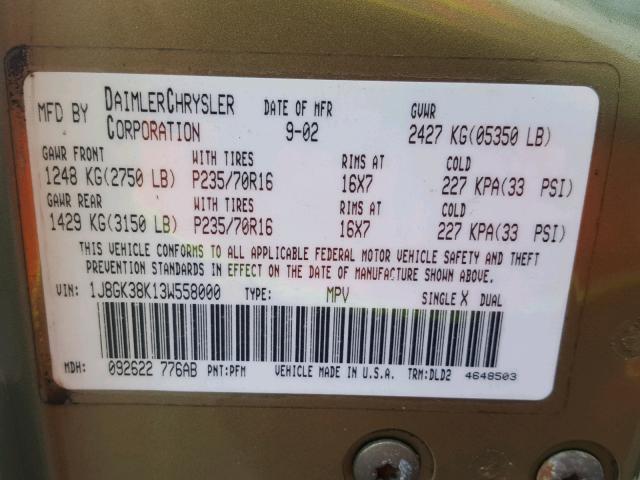 MFD BY DAIMLERCHRYSLER CORPORATION DATE OF MFR 9-02 GVWR 2427 KG(05350 LB)
GAWR FRONT WITH TIRES RIMS AT COLD
1248 KG(2750 LB) P235/70R16 16X7 227 KPA(33 PSI)
GAWR REAR WITH TIRES RIMS AT COLD
1429 KG(3150 LB) P235/70R16 16X7 227 KPA(33 PSI)
THIS VEHICLE CONFORMS TO ALL APPLICABLE FEDERAL MOTOR VEHICLE SAFETY AND THEFT
PREVENTION STANDARDS IN EFFECT ON THE DATE OF MANUFACTURE SHOWN ABOVE.
VIN: 1J8GK38K13W558000 TYPE: MPV SINGLE X DUAL
MDH: 092622 776AB PNT:PFM VEHICLE MADE IN U.S.A. TRM:DLD2 4648503